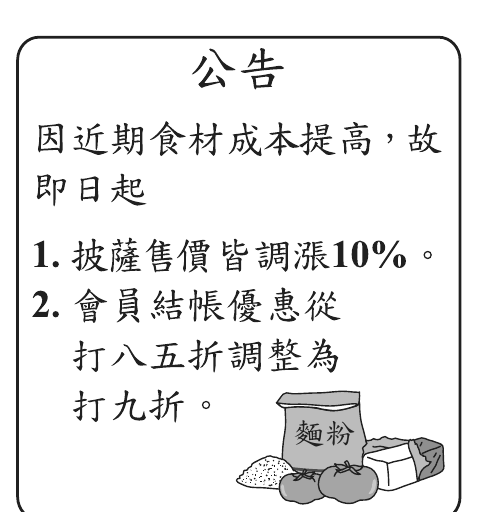 公告
因近期食材成本提高，故
即日起
1. 披薩售價皆調漲10%。
2. 會員結帳優惠從
打八五折調整為
打九折。
麵粉